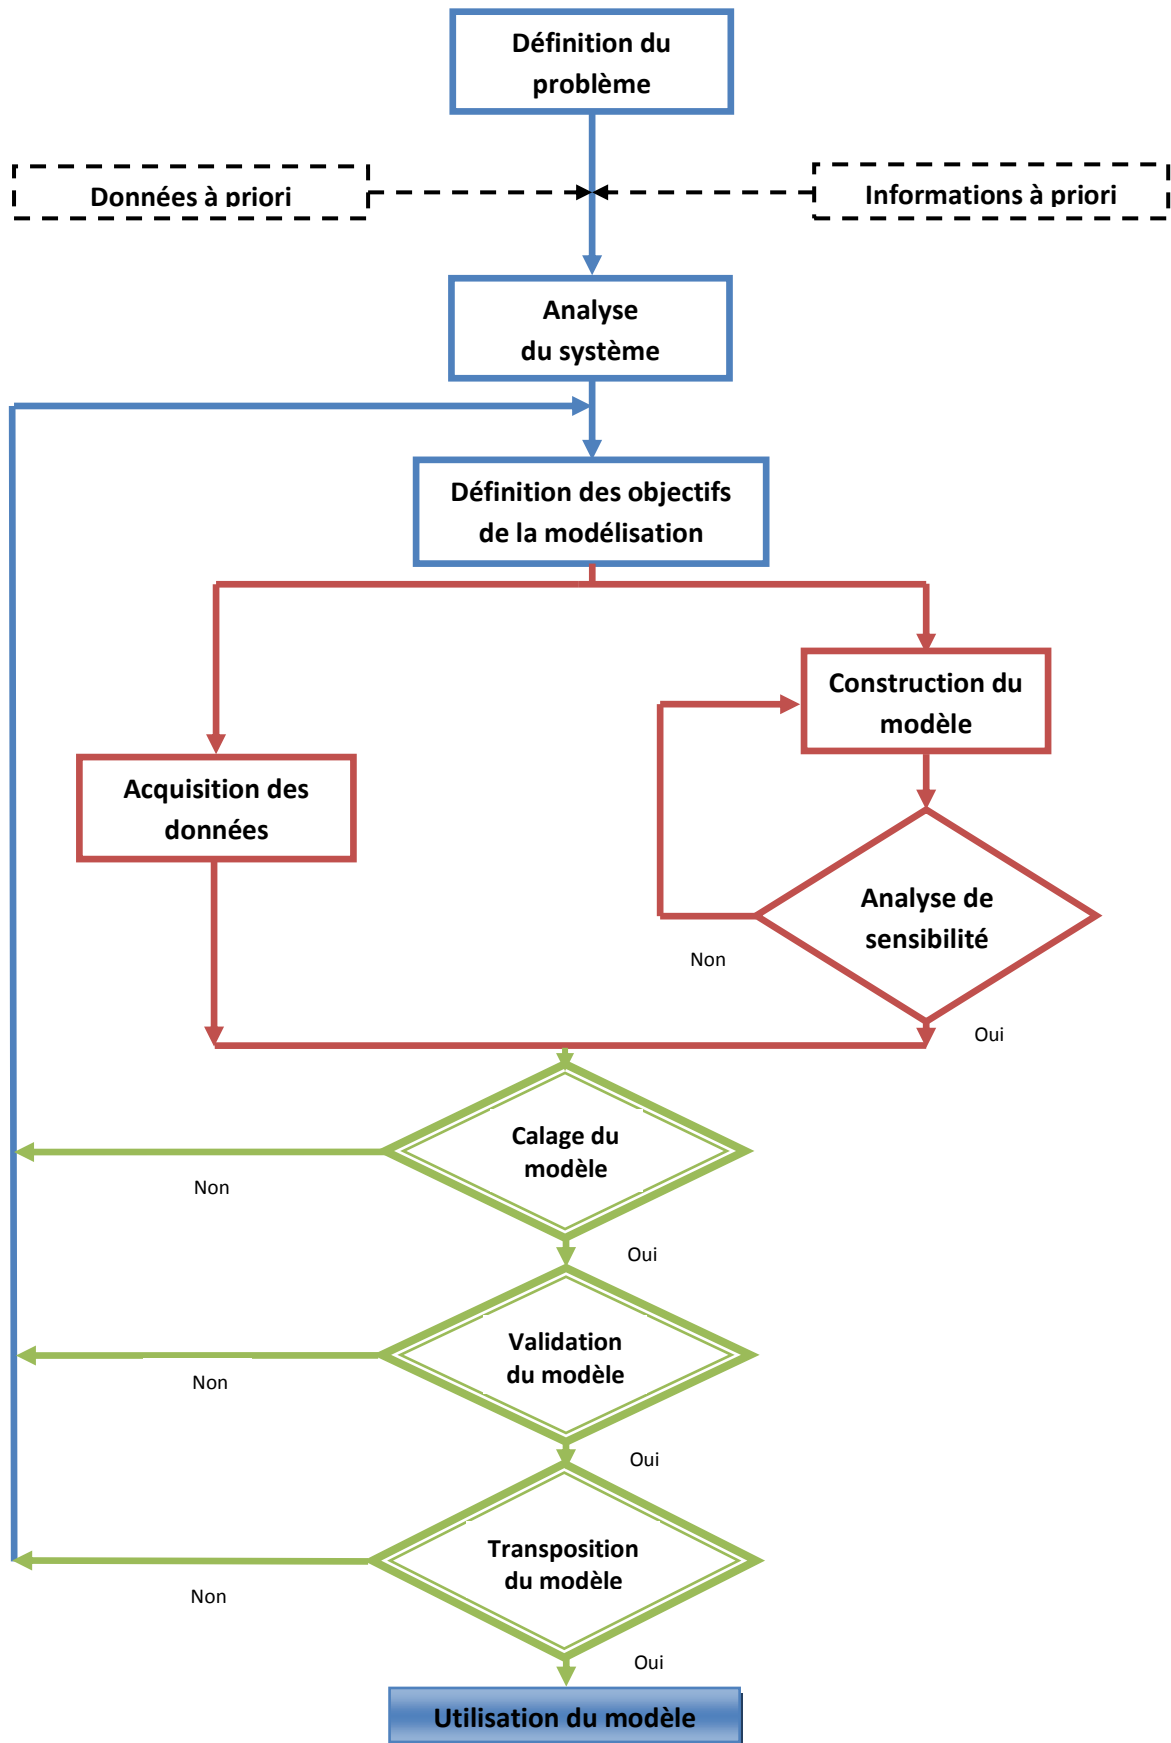 Définition du
problème
Données à priori
Informations à priori
Analyse
du système
Définition des objectifs
de la modélisation
Construction du
modèle
Acquisition des
données
Analyse de
sensibilité
Non
Oui
Calage du
modèle
Non
Oui
Validation
du modèle
Non
Oui
Transposition
du modèle
Non
Oui
Utilisation du modèle